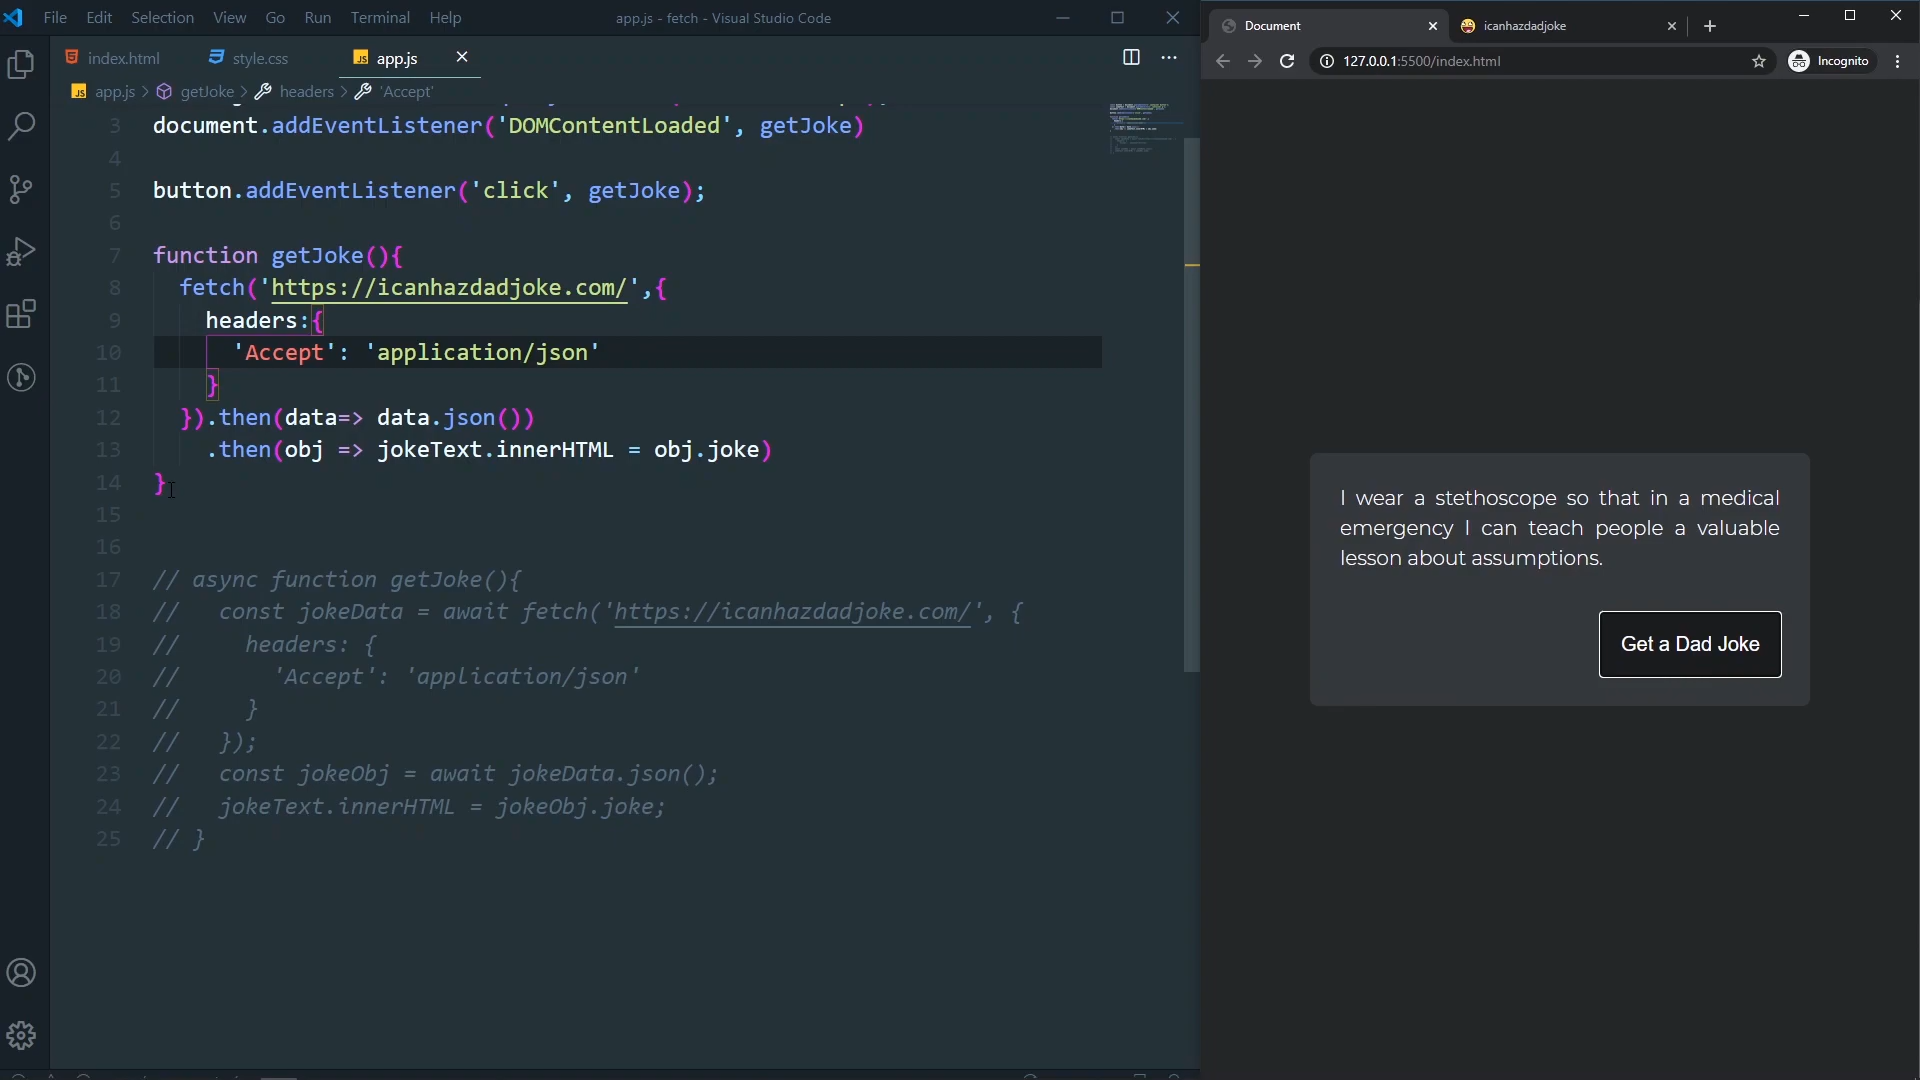 File Edit Selection View Go Run Terminal Help
app.js - fetch - Visual Studio Code
index.html
style.css
JS app.js
JS app.js > getJoke > headers > 'Accept'
3 document.addEventListener('DOMContentLoaded', getJoke)
4
5 button.addEventListener('click', getJoke);
6
7 function getJoke(){
8 fetch('https://icanhazdadjoke.com/',{
9 headers:{
10 'Accept': 'application/json'
11 }
12 }).then(data=> data.json())
13 .then(obj => jokeText.innerHTML = obj.joke)
14 }
15
16
17 // async function getJoke(){
18 // const jokeData = await fetch('https://icanhazdadjoke.com/', {
19 // headers: {
20 // 'Accept': 'application/json'
21 // }
22 // });
23 // const jokeObj = await jokeData.json();
24 // jokeText.innerHTML = jokeObj.joke;
25 // }
Document
icanhazdadjoke
127.0.0.1:5500/index.html
Incognito
I wear a stethoscope so that in a medical
emergency I can teach people a valuable
lesson about assumptions.
Get a Dad Joke